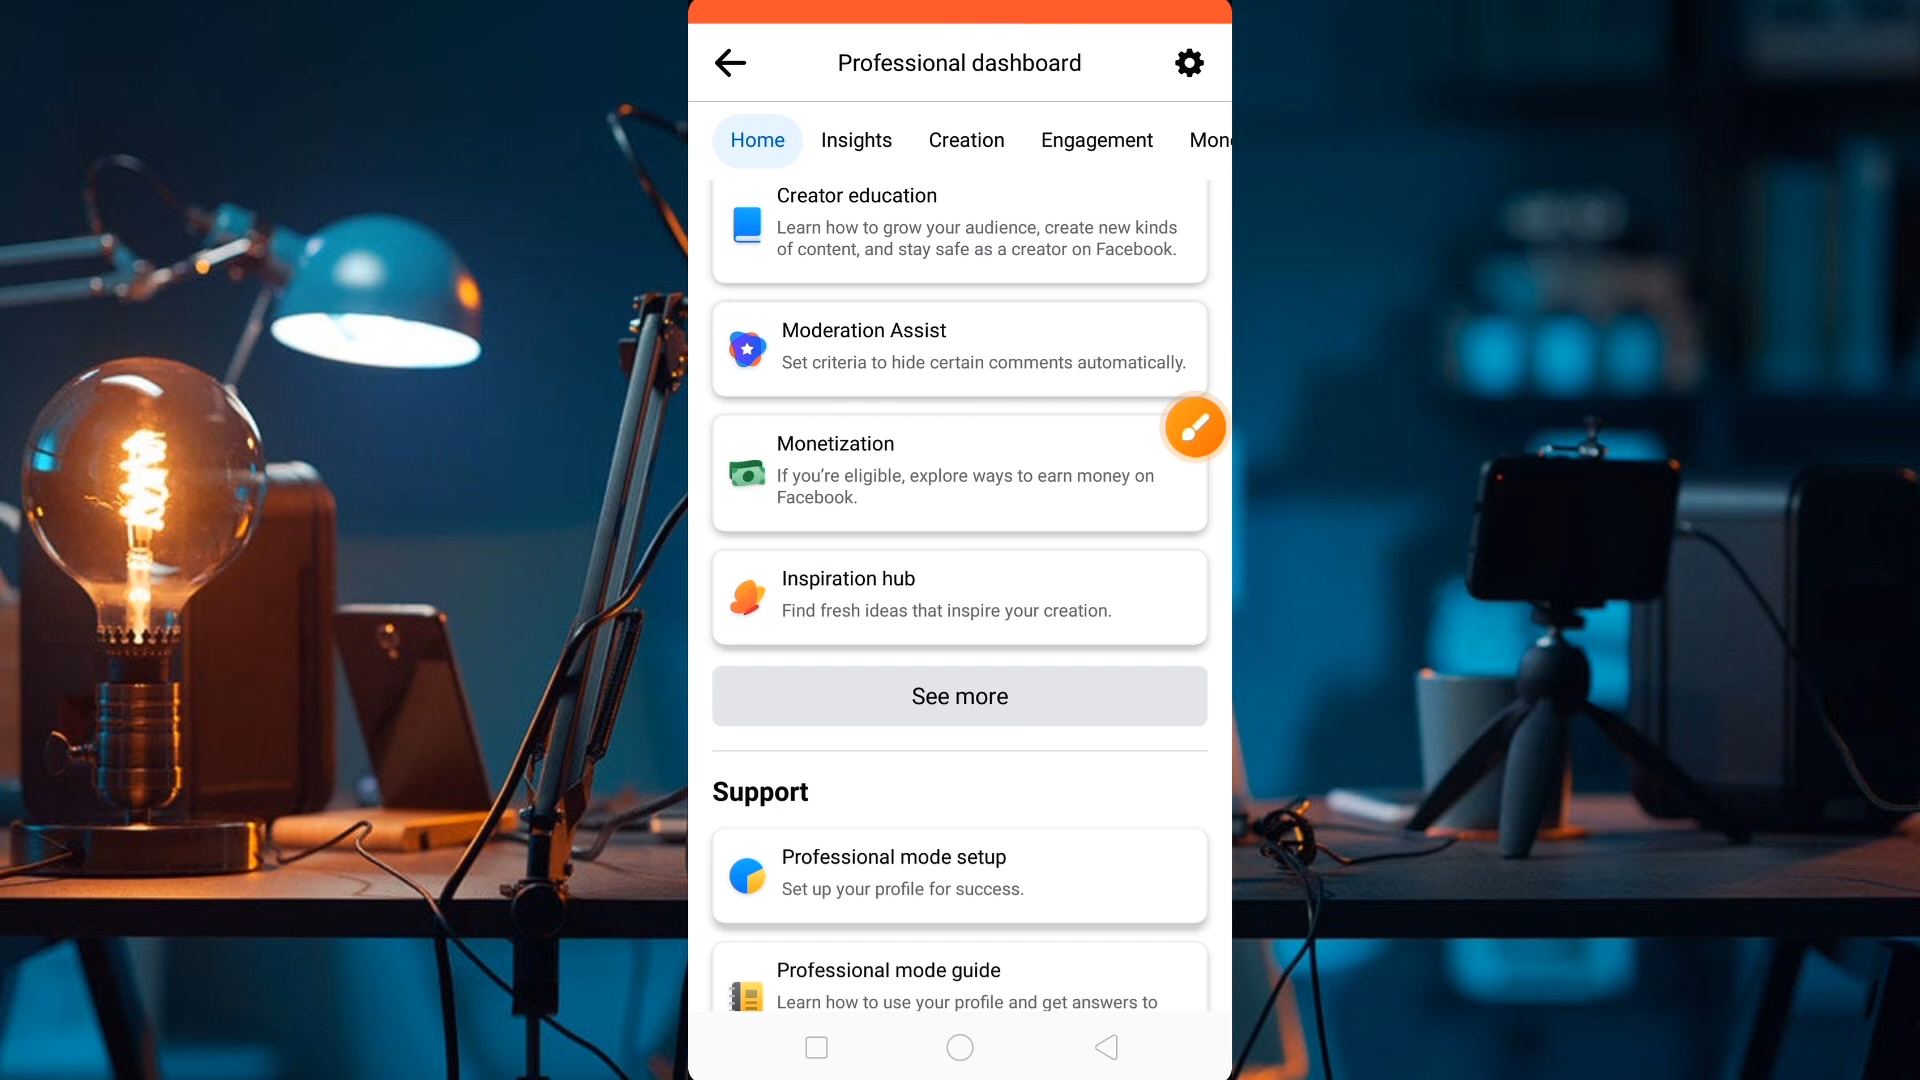 Professional dashboard
Home Insights Creation Engagement Mon
Creator education
Learn how to grow your audience, create new kinds
of content, and stay safe as a creator on Facebook.
Moderation Assist
Set criteria to hide certain comments automatically.
Monetization
If you’re eligible, explore ways to earn money on
Facebook.
Inspiration hub
Find fresh ideas that inspire your creation.
See more
Support
Professional mode setup
Set up your profile for success.
Professional mode guide
Learn how to use your profile and get answers to